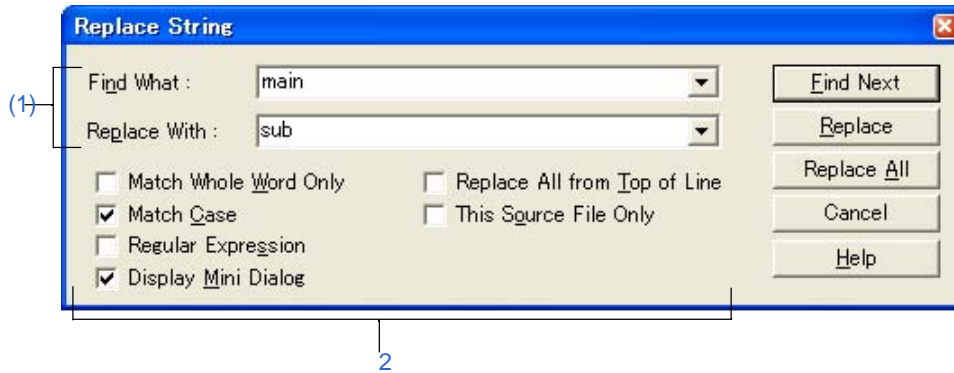 Replace String
(1)
Find What : main
Replace With : sub
Match Whole Word Only
Match Case
Regular Expression
Display Mini Dialog
Replace All from Top of Line
This Source File Only
Find Next
Replace
Replace All
Cancel
Help
2